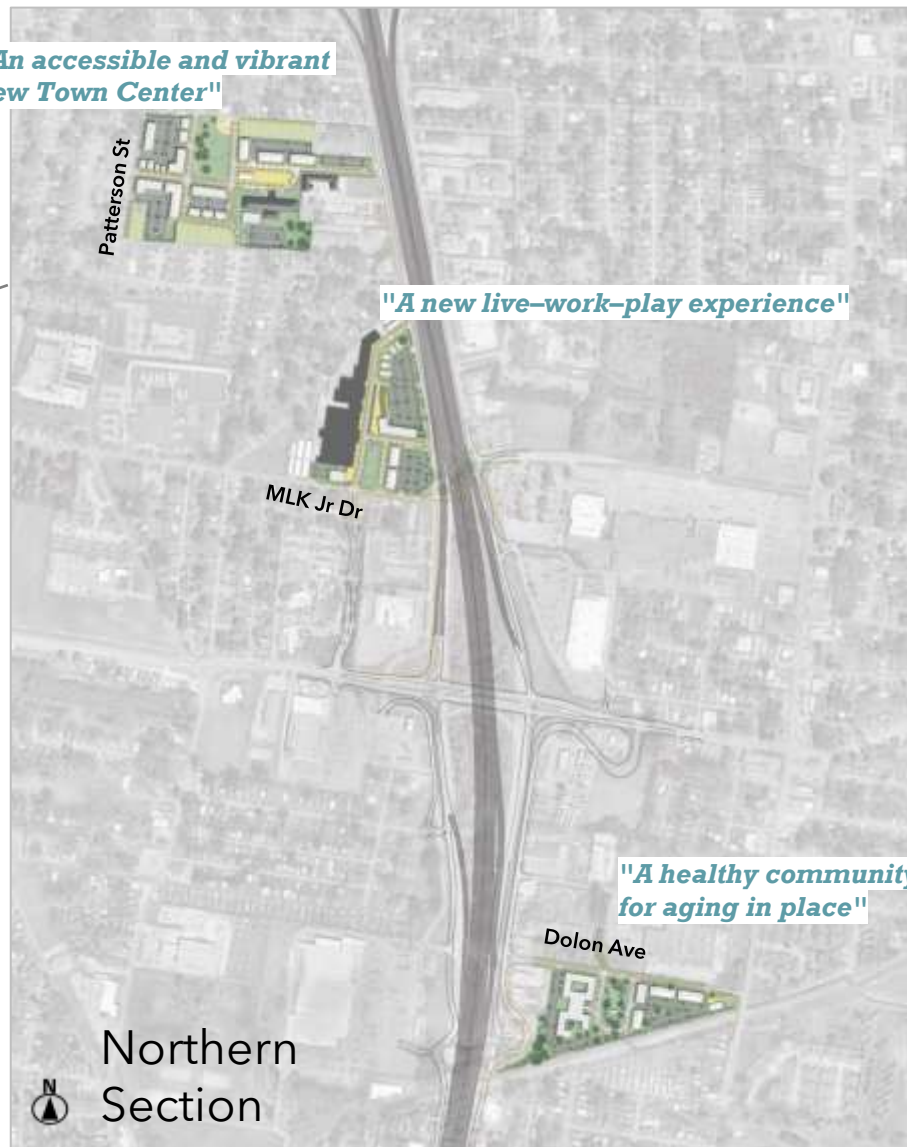 An accessible and vibrant
ew Town Center"
Patterson St
"A new live–work–play experience"
MLK Jr Dr
"A healthy community
for aging in place"
Dolon Ave
Northern
Section
N